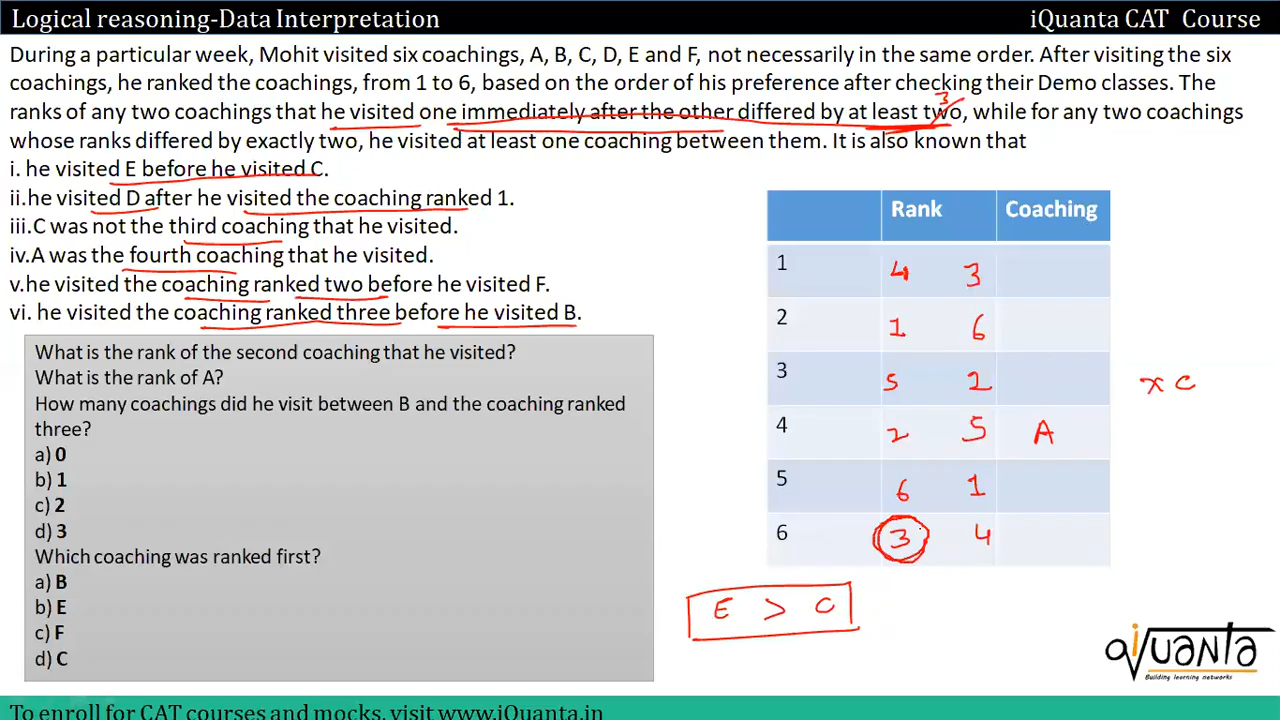 Logical reasoning-Data Interpretation
iQuanta CAT Course
During a particular week, Mohit visited six coachings, A, B, C, D, E and F, not necessarily in the same order. After visiting the six
coachings, he ranked the coachings, from 1 to 6, based on the order of his preference after checking their Demo classes. The
ranks of any two coachings that he visited one immediately after the other differed by at least two, while for any two coachings
3
whose ranks differed by exactly two, he visited at least one coaching between them. It is also known that
i. he visited E before he visited C.
ii.he visited D after he visited the coaching ranked 1.
iii.C was not the third coaching that he visited.
iv.A was the fourth coaching that he visited.
v.he visited the coaching ranked two before he visited F.
vi. he visited the coaching ranked three before he visited B.
What is the rank of the second coaching that he visited?
What is the rank of A?
How many coachings did he visit between B and the coaching ranked
three?
a) 0
b) 1
c) 2
d) 3
Which coaching was ranked first?
a) B
b) E
c) F
d) C
Rank Coaching
1 4 3
2 1 6
3 5 2 x C
4 2 5 A
5 6 1
6 3 4
E > C
iQuanta
Building learning networks
To enroll for CAT courses and mocks, visit www.iQuanta.in